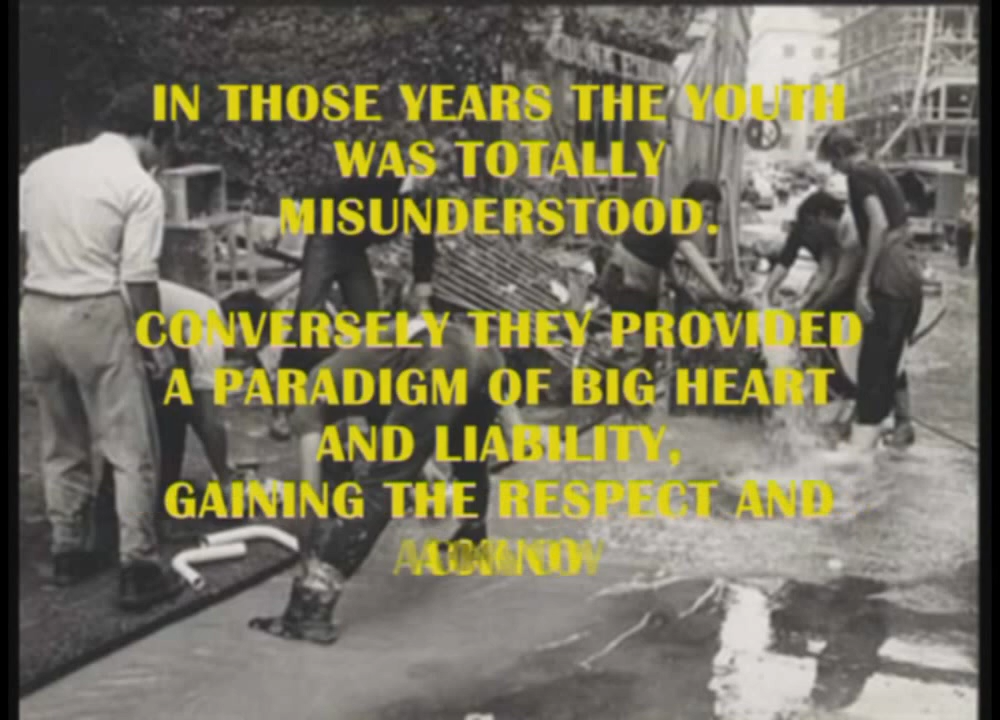 IN THOSE YEARS THE YOUTH
WAS TOTALLY
MISUNDERSTOOD.
CONVERSELY THEY PROVIDED
A PARADIGM OF BIG HEART
AND LIABILITY,
GAINING THE RESPECT AND